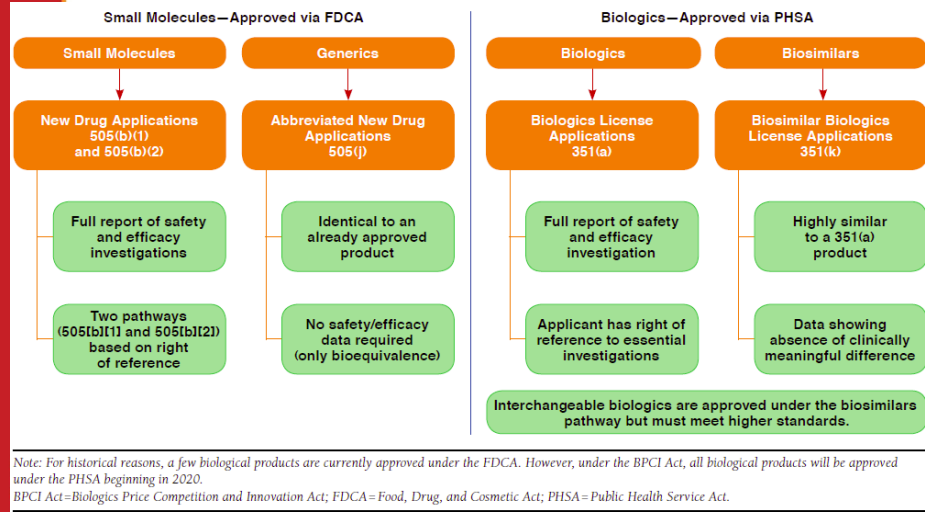 Small Molecules—Approved via FDCA
Small Molecules
Generics
New Drug Applications
505(b)(1)
and 505(b)(2)
Abbreviated New Drug
Applications
505(j)
Full report of safety
and efficacy
investigations
Identical to an
already approved
product
Two pathways
(505[b][1] and 505[b][2])
based on right
of reference
No safety/efficacy
data required
(only bioequivalence)
Biologics—Approved via PHSA
Biologics
Biosimilars
Biologics License
Applications
351(a)
Biosimilar Biologics
License Applications
351(k)
Full report of safety
and efficacy
investigation
Highly similar
to a 351(a)
product
Applicant has right of
reference to essential
investigations
Data showing
absence of clinically
meaningful difference
Interchangeable biologics are approved under the biosimilars
pathway but must meet higher standards.
Note: For historical reasons, a few biological products are currently approved under the FDCA. However, under the BPCI Act, all biological products will be approved
under the PHSA beginning in 2020.
BPCI Act=Biologics Price Competition and Innovation Act; FDCA=Food, Drug, and Cosmetic Act; PHSA=Public Health Service Act.